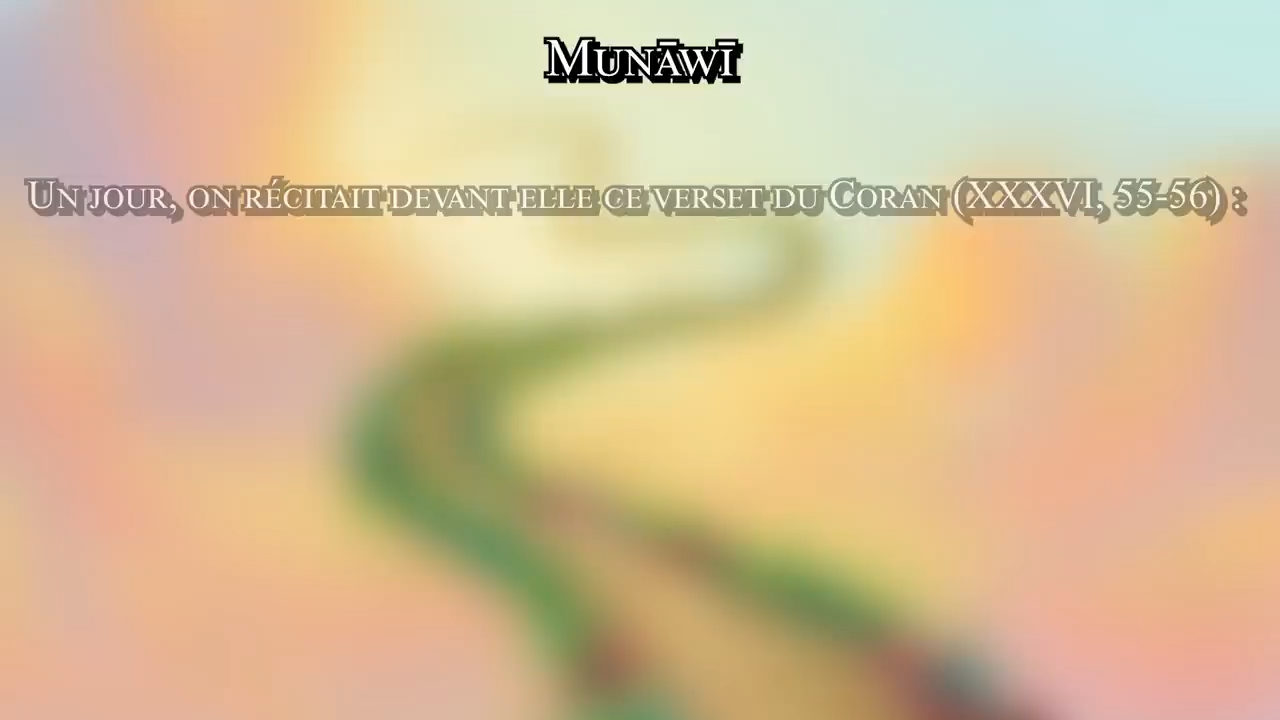 Munāwī
Un jour, on récitait devant elle ce verset du Coran (XXXVI, 55-56) :